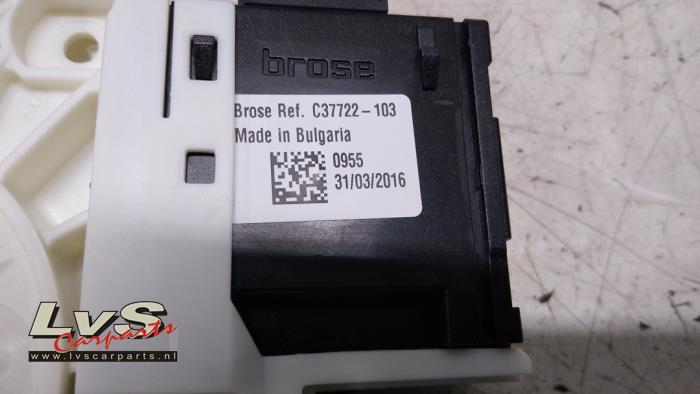 brose
Brose Ref. C37722-103
Made in Bulgaria
0955
31/03/2016
LvS
Carparts
www.lvscarparts.nl